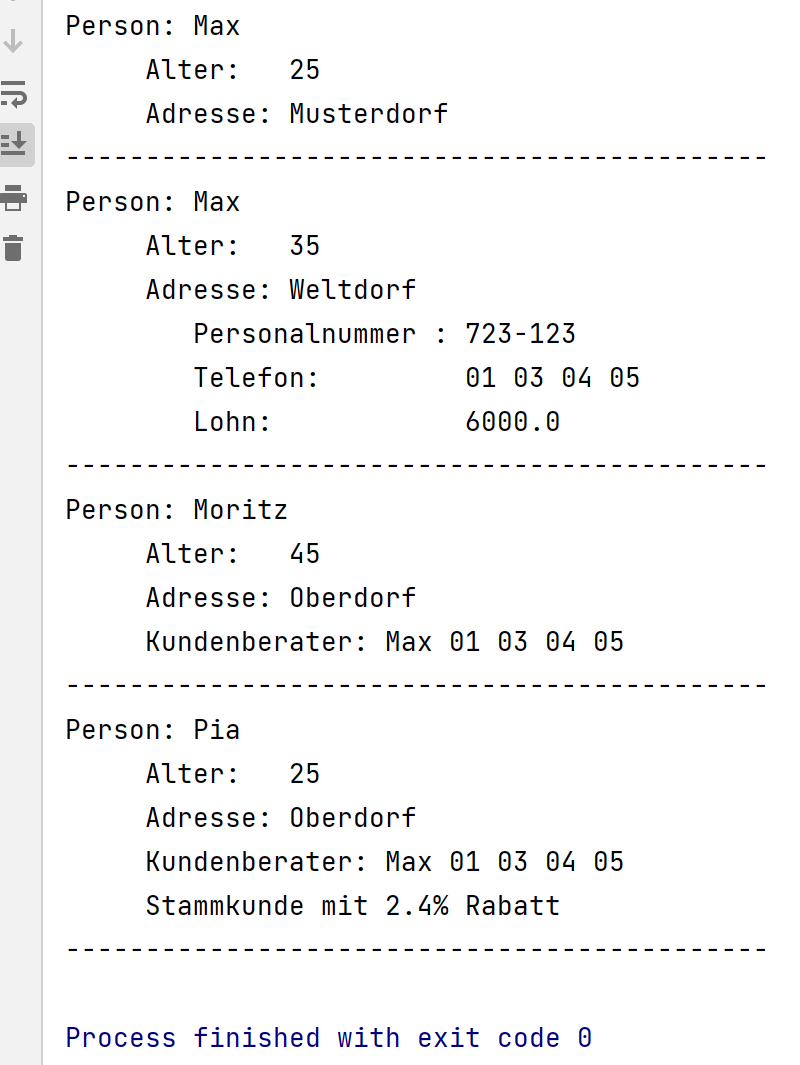 Person: Max
     Alter:   25
     Adresse: Musterdorf
--------------------------------------------
Person: Max
     Alter:   35
     Adresse: Weltdorf
        Personalnummer : 723-123
        Telefon:         01 03 04 05
        Lohn:            6000.0
--------------------------------------------
Person: Moritz
     Alter:   45
     Adresse: Oberdorf
     Kundenberater: Max 01 03 04 05
--------------------------------------------
Person: Pia
     Alter:   25
     Adresse: Oberdorf
     Kundenberater: Max 01 03 04 05
     Stammkunde mit 2.4% Rabatt
--------------------------------------------
Process finished with exit code 0